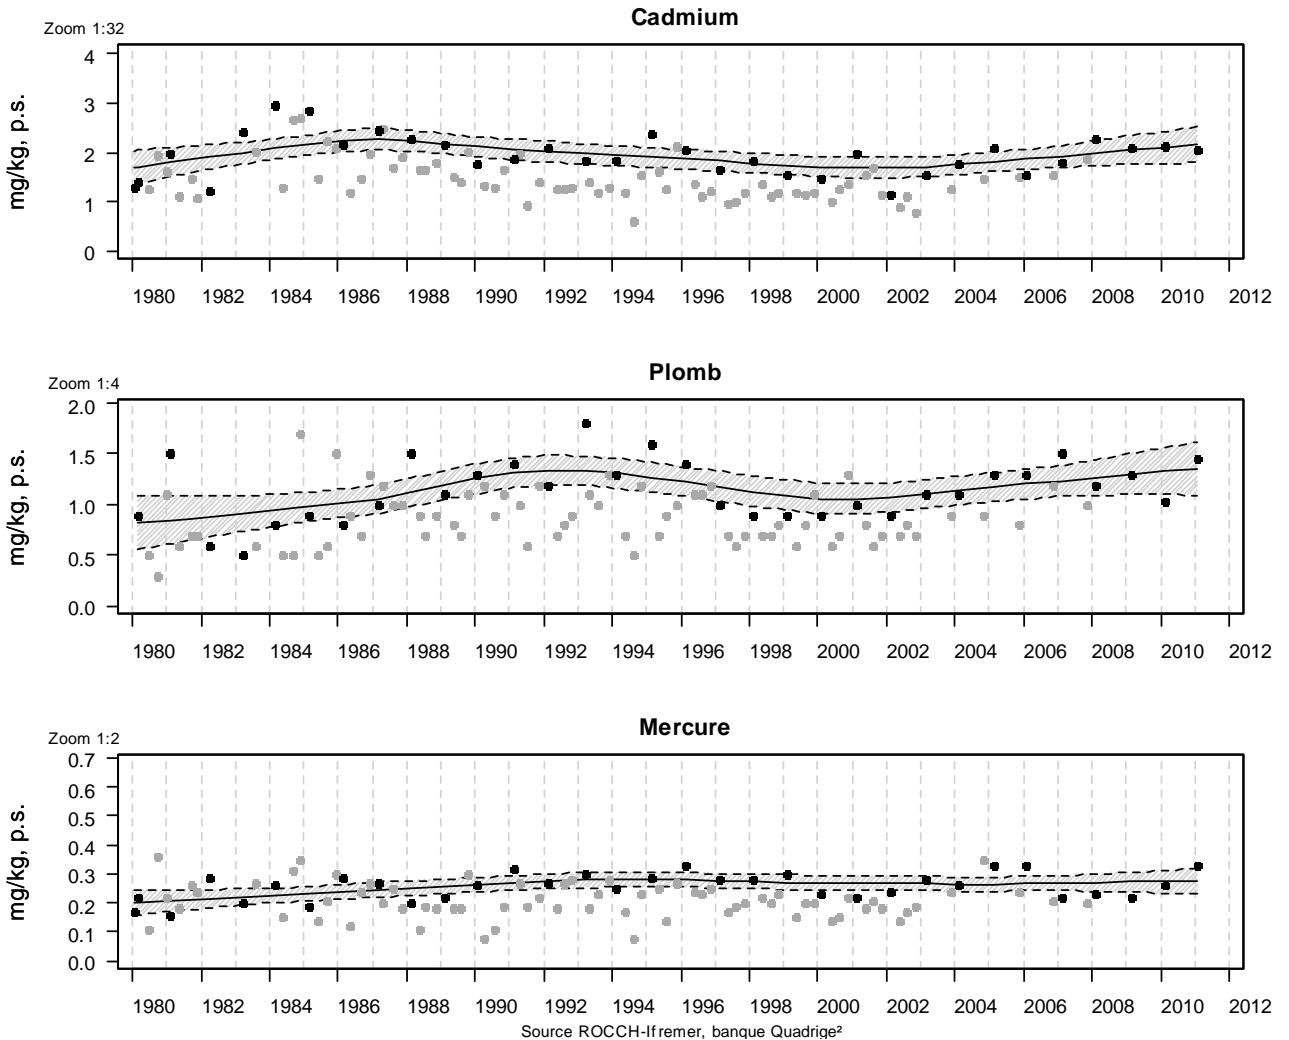 Cadmium
Zoom 1:32
4
3
2
1
0
mg/kg, p.s.
1980 1982 1984 1986 1988 1990 1992 1994 1996 1998 2000 2002 2004 2006 2008 2010 2012
Plomb
Zoom 1:4
2.0
1.5
1.0
0.5
0.0
mg/kg, p.s.
1980 1982 1984 1986 1988 1990 1992 1994 1996 1998 2000 2002 2004 2006 2008 2010 2012
Mercure
Zoom 1:2
0.7
0.6
0.5
0.4
0.3
0.2
0.1
0.0
mg/kg, p.s.
1980 1982 1984 1986 1988 1990 1992 1994 1996 1998 2000 2002 2004 2006 2008 2010 2012
Source ROCCH-Ifremer, banque Quadrige²